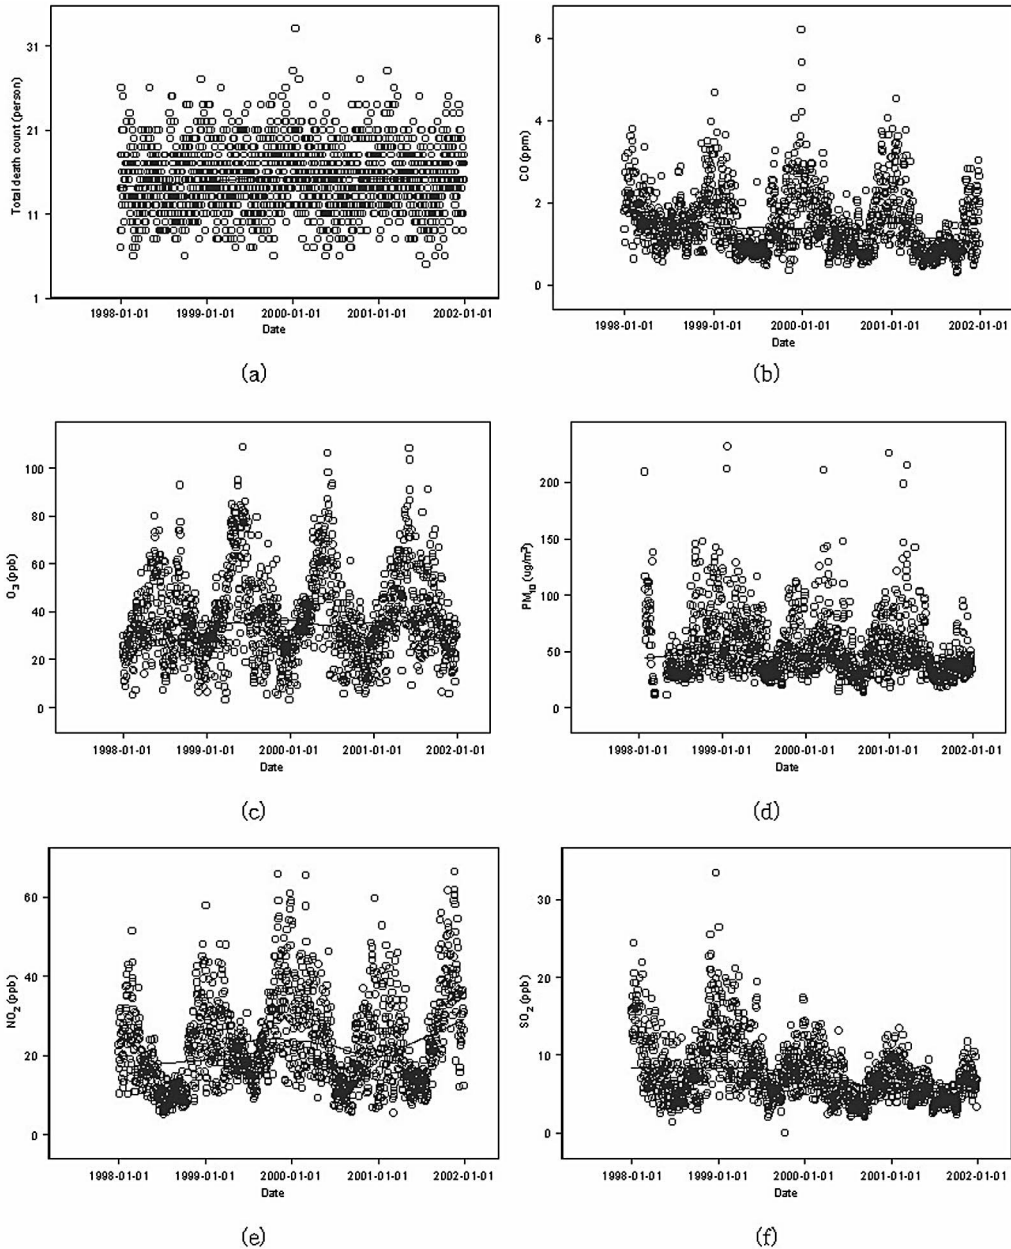 Total death count (person)
31
21
11
1
1998-01-01 1999-01-01 2000-01-01 2001-01-01 2002-01-01
Date
(a)
CO (ppm)
6
4
2
0
1998-01-01 1999-01-01 2000-01-01 2001-01-01 2002-01-01
Date
(b)
O3 (ppb)
100
80
60
40
20
0
1998-01-01 1999-01-01 2000-01-01 2001-01-01 2002-01-01
Date
(c)
PM10 (ug/m²)
200
150
100
50
0
1998-01-01 1999-01-01 2000-01-01 2001-01-01 2002-01-01
Date
(d)
NO2 (ppb)
60
40
20
0
1998-01-01 1999-01-01 2000-01-01 2001-01-01 2002-01-01
Date
(e)
SO2 (ppb)
30
20
10
0
1998-01-01 1999-01-01 2000-01-01 2001-01-01 2002-01-01
Date
(f)